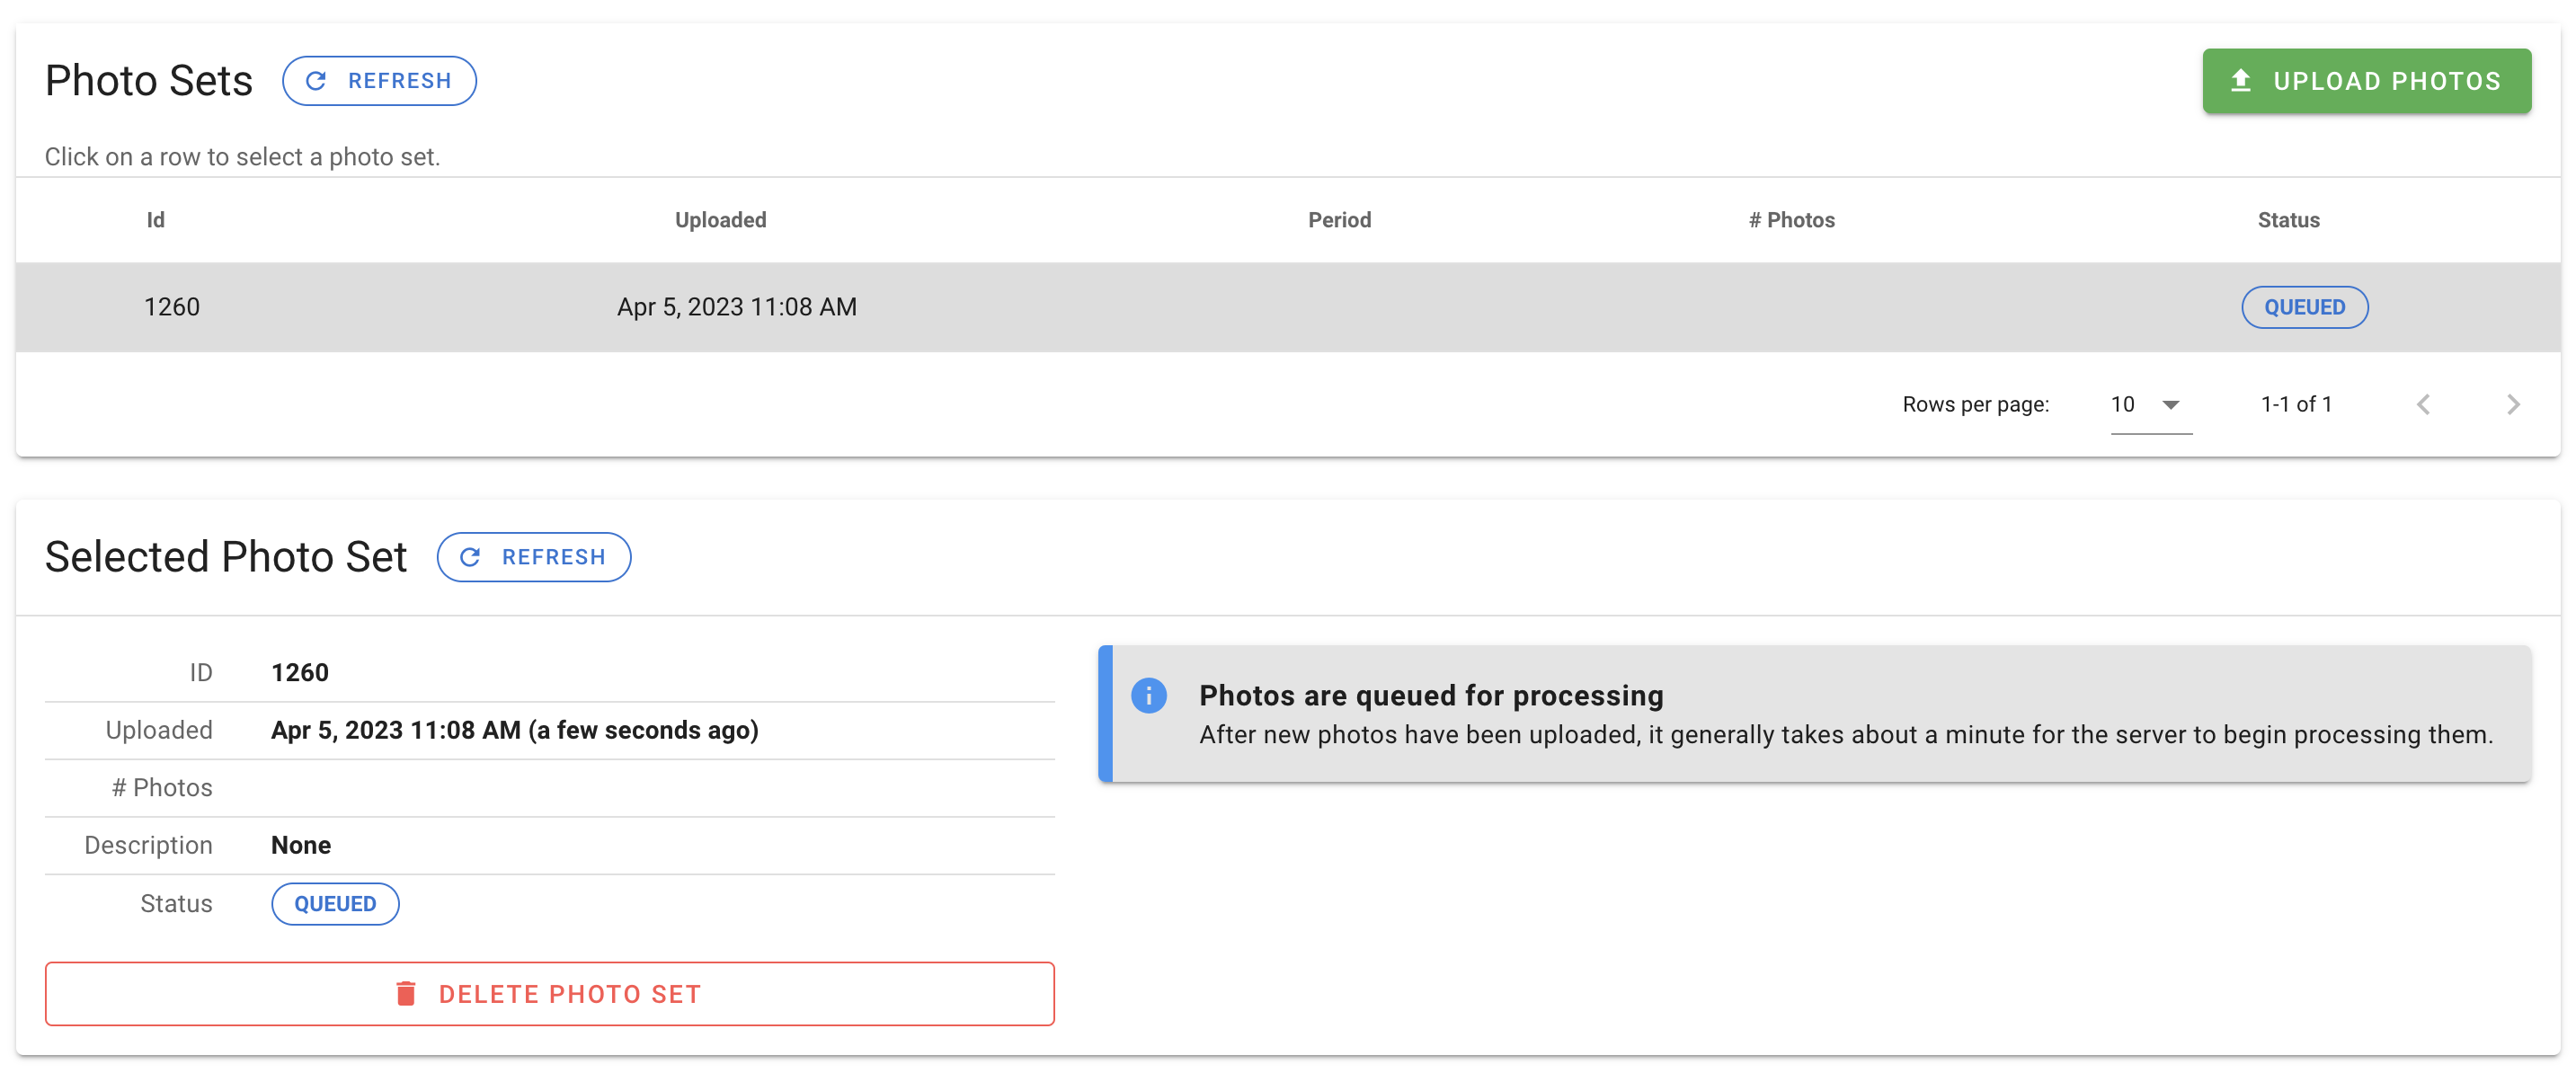 Photo Sets REFRESH UPLOAD PHOTOS
Click on a row to select a photo set.
Id Uploaded Period # Photos Status
1260 Apr 5, 2023 11:08 AM QUEUED
Rows per page: 10 1-1 of 1
Selected Photo Set REFRESH
ID 1260
Uploaded Apr 5, 2023 11:08 AM (a few seconds ago)
# Photos
Description None
Status QUEUED
DELETE PHOTO SET
Photos are queued for processing
After new photos have been uploaded, it generally takes about a minute for the server to begin processing them.